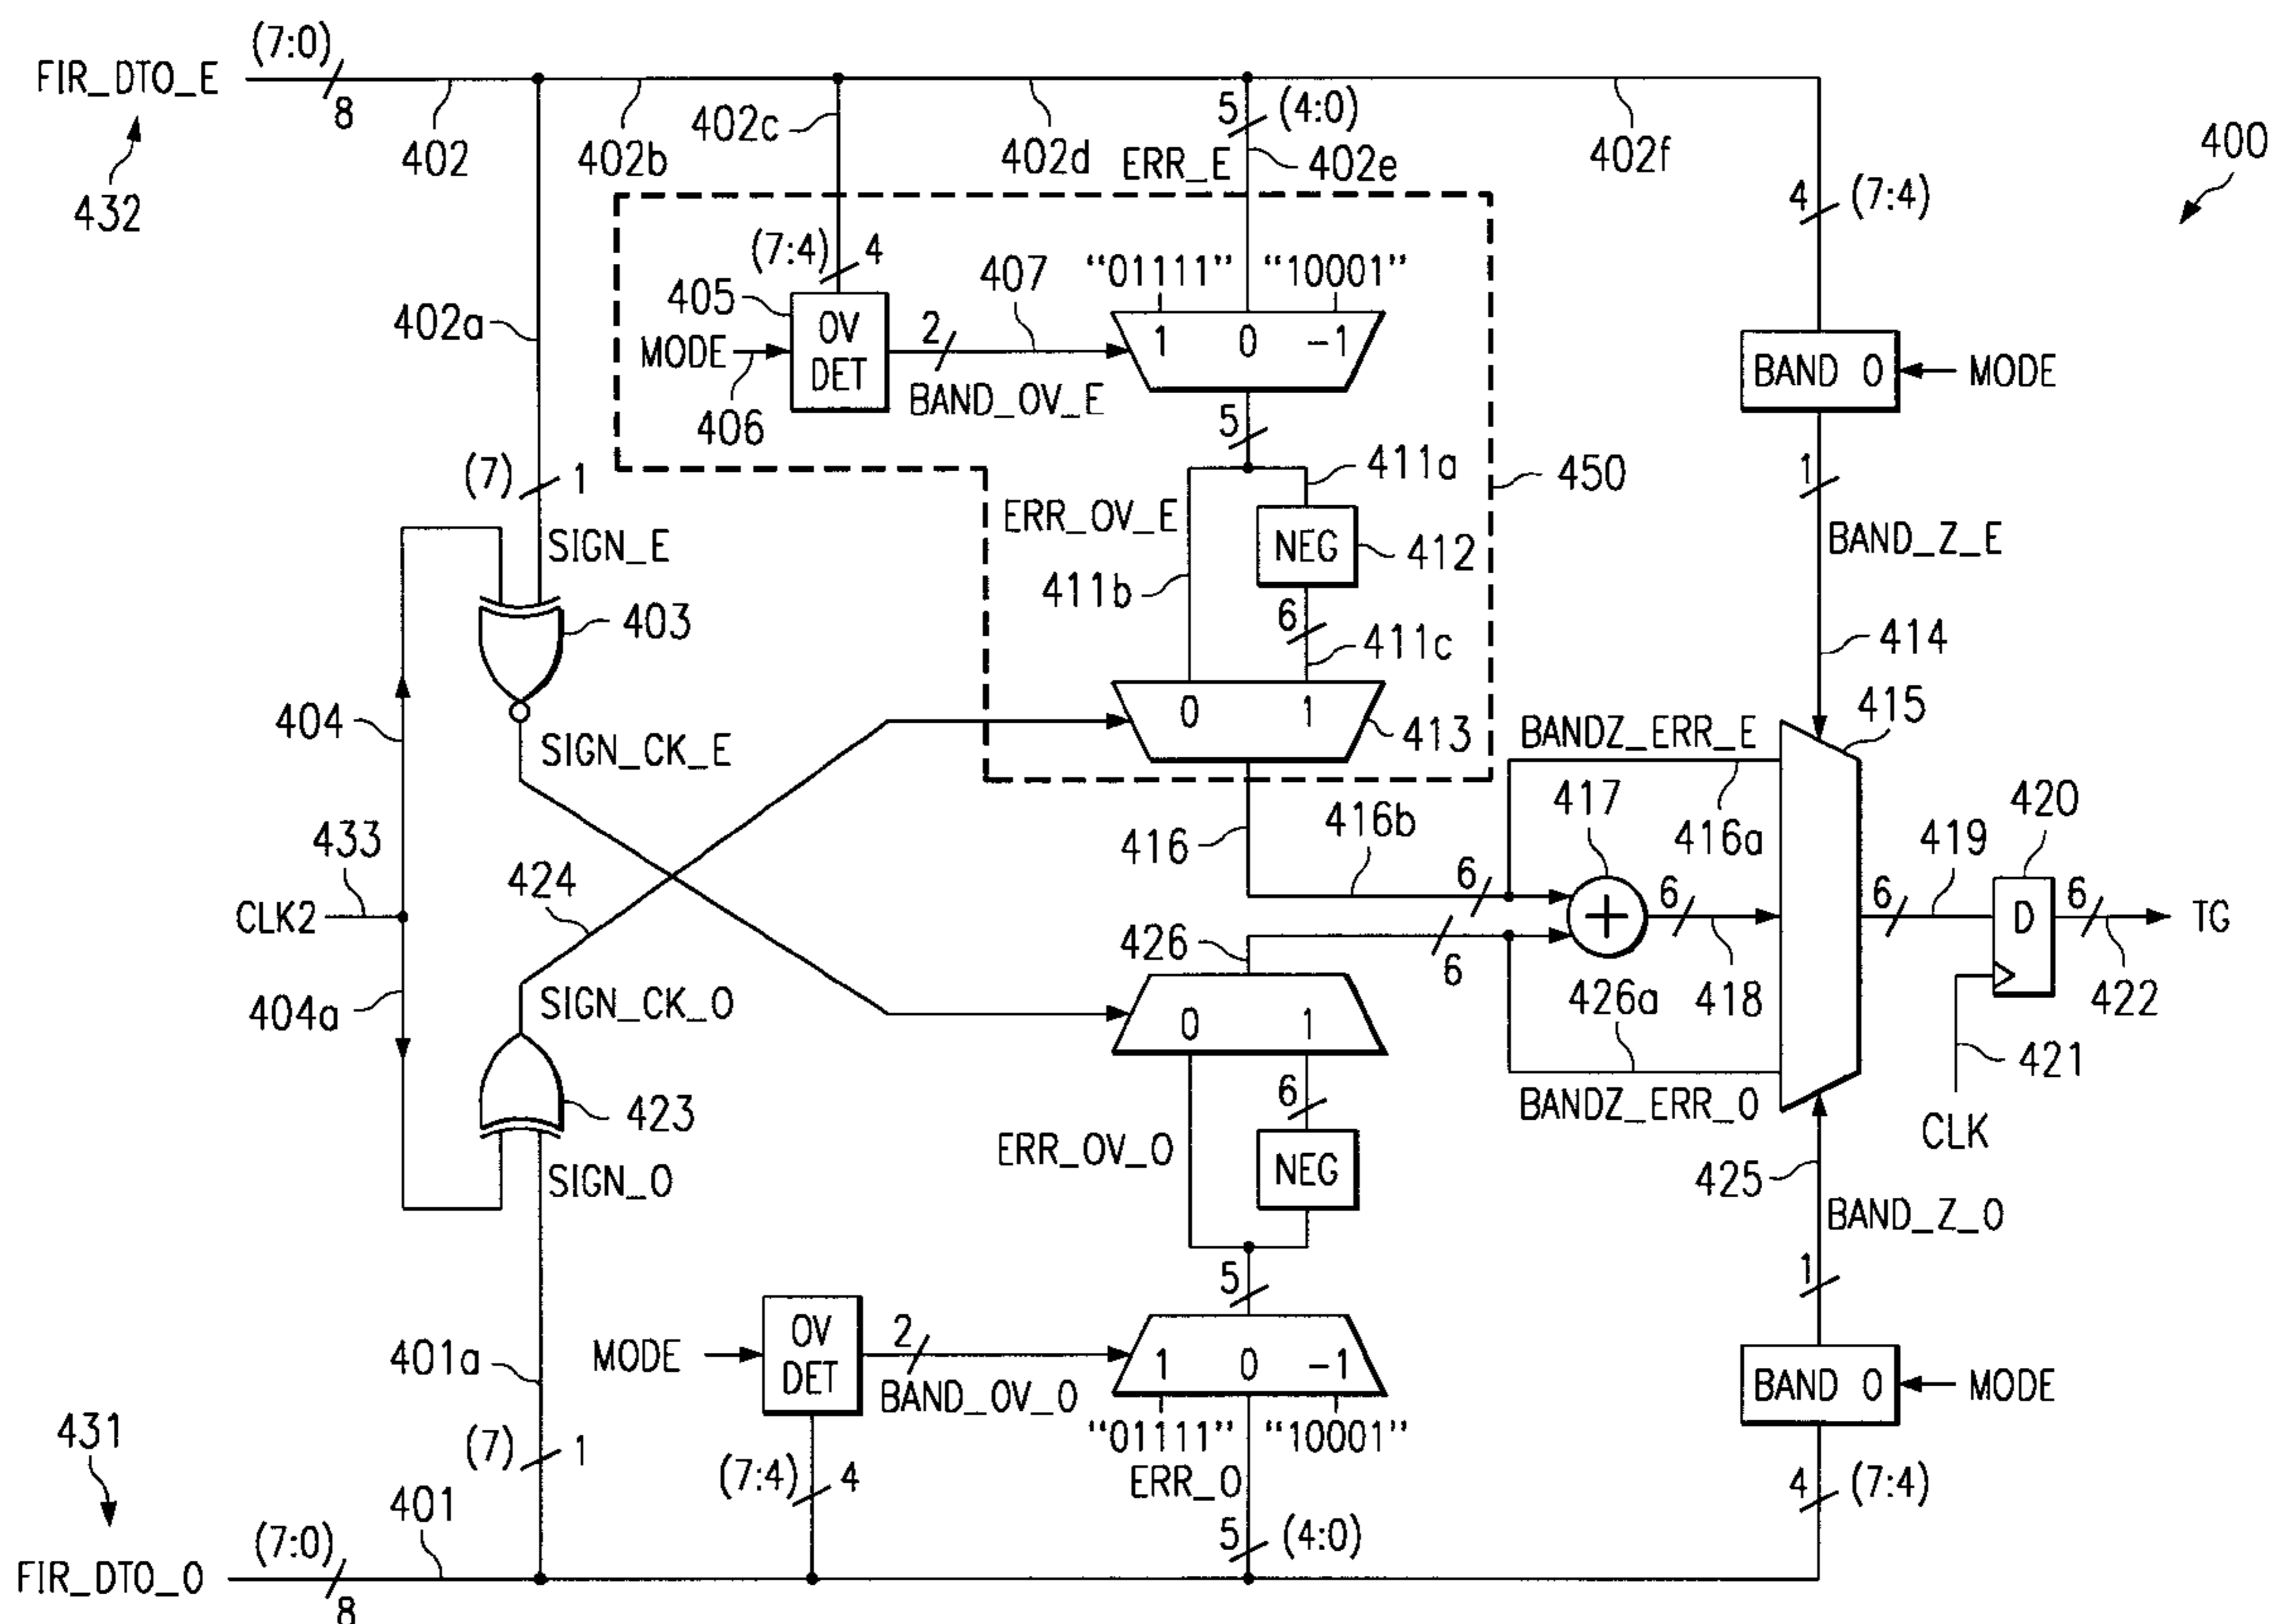 (7:0)
FIR_DTO_E
8
402
402b
402c
402d
5 (4:0)
ERR_E
402e
402f
400
432
4 (7:4)
(7:4) 4
405
407
"01111" "10001"
402a
MODE
OV
DET
2
1 0 -1
BAND 0
MODE
406
BAND_OV_E
5
411a
450
(7) 1
1
ERR_OV_E
SIGN_E
NEG
412
BAND_Z_E
411b
403
6
411c
414
404
0 1
413
415
SIGN_CK_E
BANDZ_ERR_E
417
420
433
416
416b
416a
419
424
6
CLK2
+
6
6
D
6
TG
426
6
426a
418
422
404a
SIGN_CK_O
0 1
421
423
6
BANDZ_ERR_O
CLK
ERR_OV_O
NEG
425
SIGN_O
BAND_Z_O
5
1
OV
DET
MODE
2
401a
1 0 -1
BAND 0
MODE
BAND_OV_O
"01111" "10001"
431
(7) 1
(7:4) 4
ERR_O
4 (7:4)
401
(7:0)
5 (4:0)
FIR_DTO_O
8